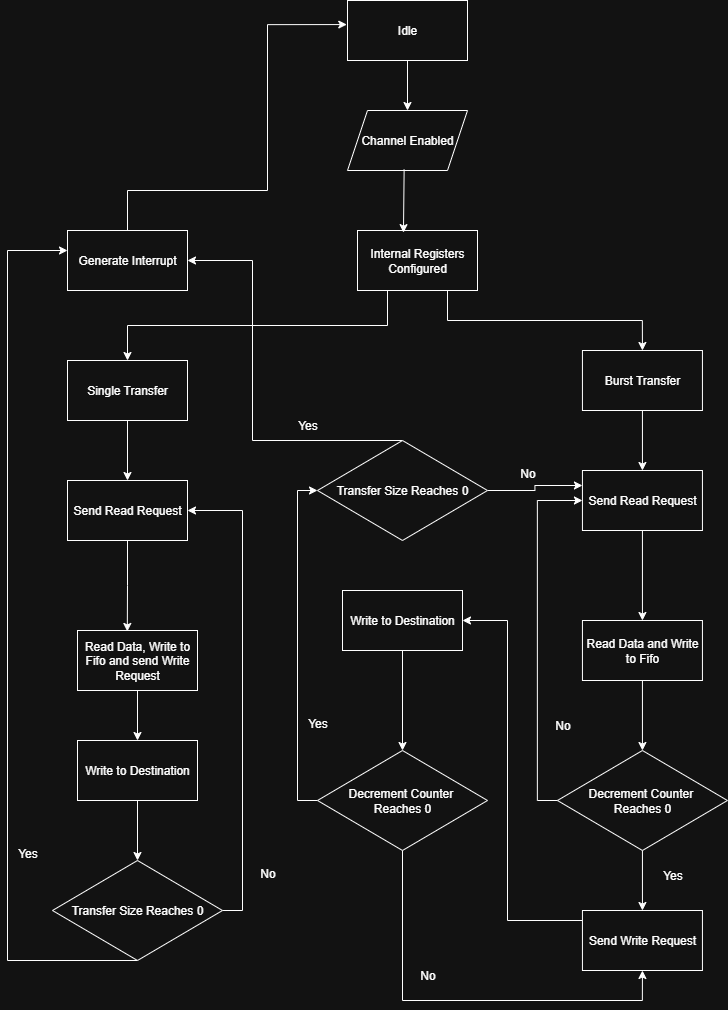 Idle
Channel Enabled
Internal Registers
Configured
Generate Interrupt
Single Transfer
Burst Transfer
Yes
Transfer Size Reaches 0
No
Send Read Request
Send Read Request
Write to Destination
Read Data, Write to
Fifo and send Write
Request
Read Data and Write
to Fifo
Yes
No
Write to Destination
Decrement Counter
Reaches 0
Decrement Counter
Reaches 0
Yes
No
Yes
Transfer Size Reaches 0
Send Write Request
No